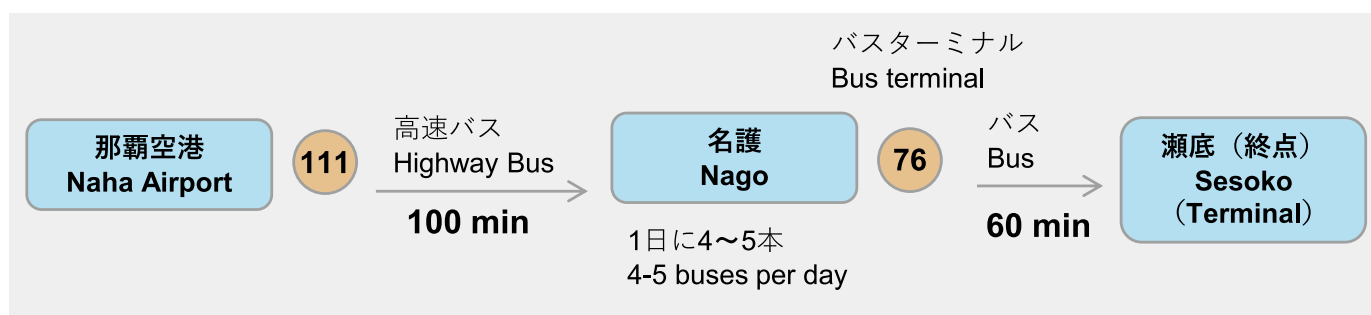 那覇空港
Naha Airport
111
高速バス
Highway Bus
100 min
名護
Nago
1日に4〜5本
4-5 buses per day
バスターミナル
Bus terminal
76
バス
Bus
60 min
瀬底（終点）
Sesoko
（Terminal）